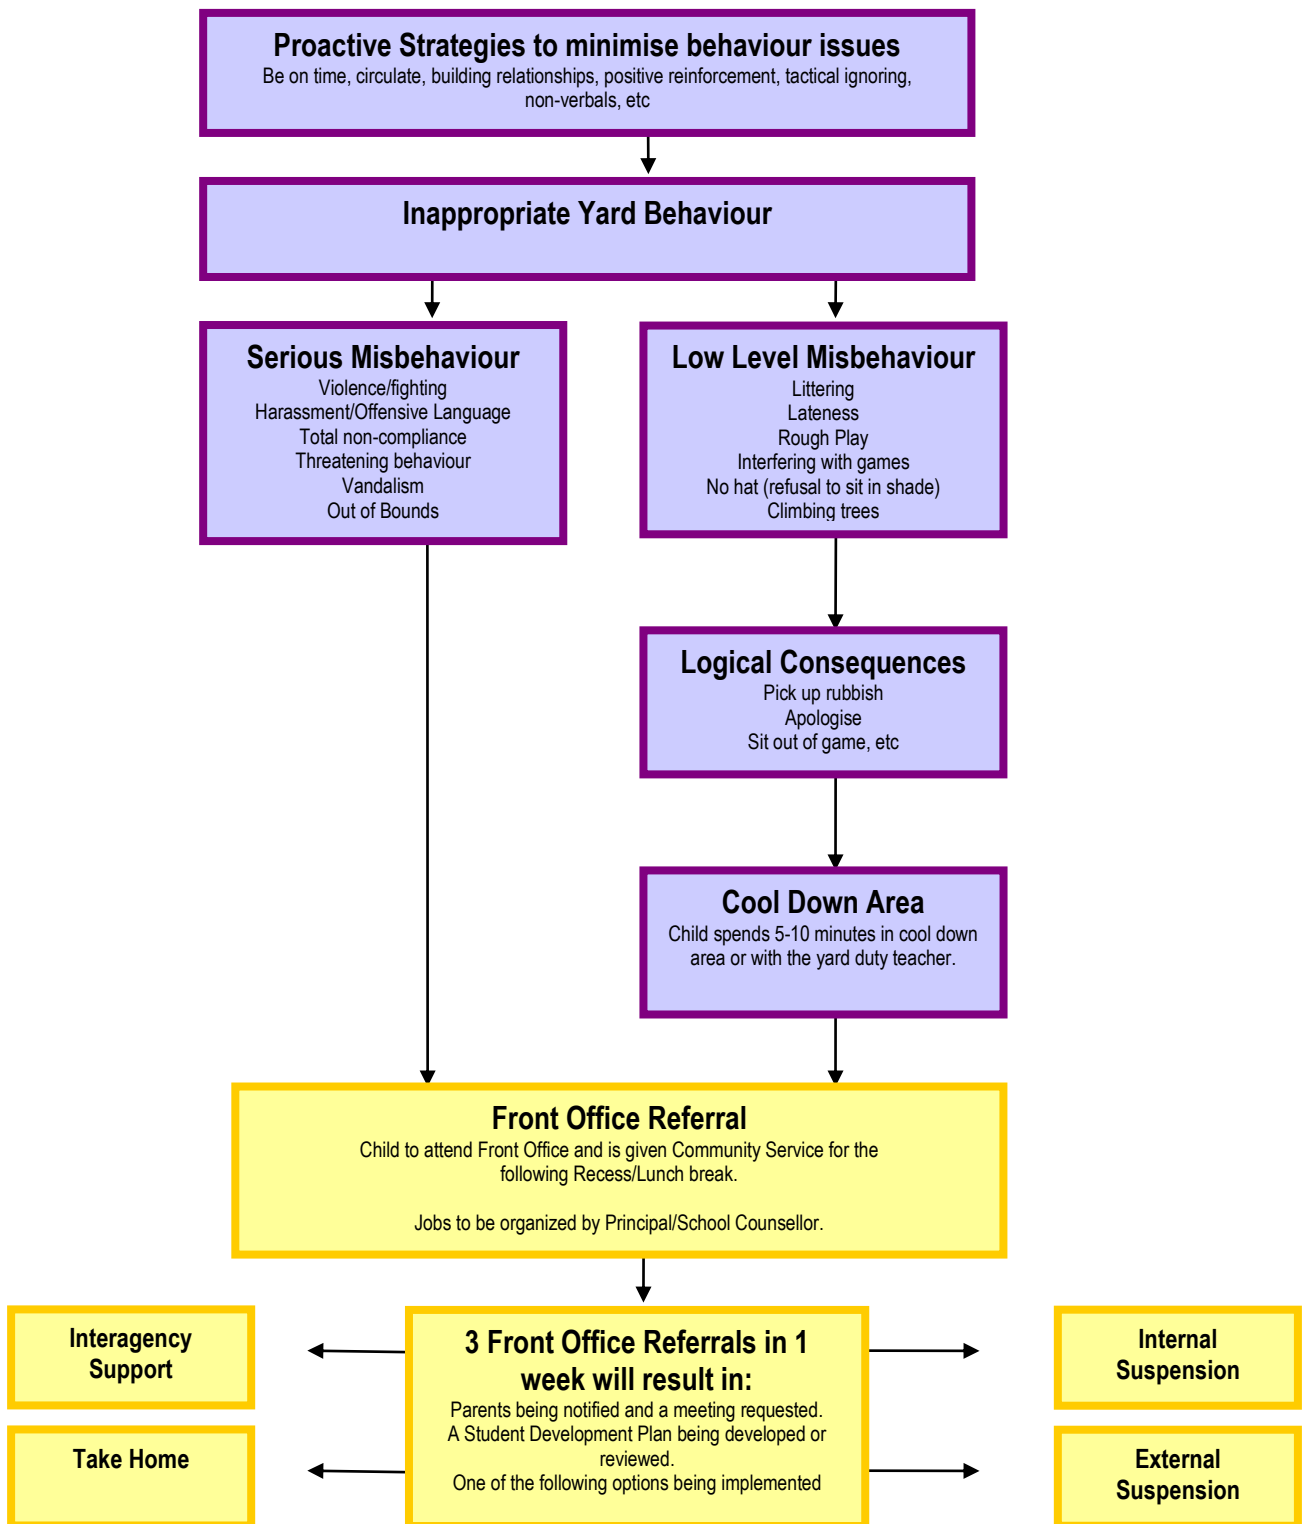 Proactive Strategies to minimise behaviour issues
Be on time, circulate, building relationships, positive reinforcement, tactical ignoring,
non-verbals, etc
Inappropriate Yard Behaviour
Serious Misbehaviour
Violence/fighting
Harassment/Offensive Language
Total non-compliance
Threatening behaviour
Vandalism
Out of Bounds
Low Level Misbehaviour
Littering
Lateness
Rough Play
Interfering with games
No hat (refusal to sit in shade)
Climbing trees
Logical Consequences
Pick up rubbish
Apologise
Sit out of game, etc
Cool Down Area
Child spends 5-10 minutes in cool down
area or with the yard duty teacher.
Front Office Referral
Child to attend Front Office and is given Community Service for the
following Recess/Lunch break.
Jobs to be organized by Principal/School Counsellor.
Interagency
Support
Take Home
3 Front Office Referrals in 1
week will result in:
Parents being notified and a meeting requested.
A Student Development Plan being developed or
reviewed.
One of the following options being implemented
Internal
Suspension
External
Suspension